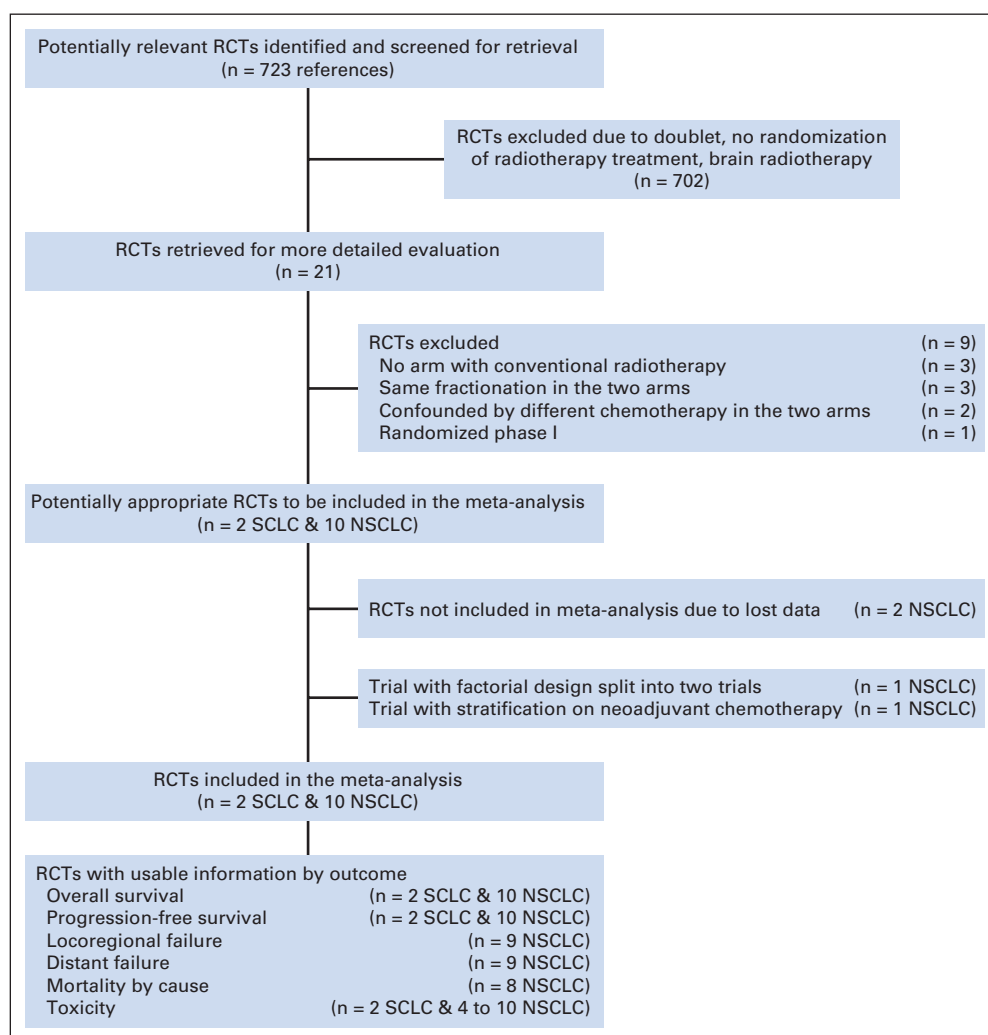 Potentially relevant RCTs identified and screened for retrieval
(n = 723 references)
RCTs excluded due to doublet, no randomization
of radiotherapy treatment, brain radiotherapy
(n = 702)
RCTs retrieved for more detailed evaluation
(n = 21)
RCTs excluded (n = 9)
No arm with conventional radiotherapy (n = 3)
Same fractionation in the two arms (n = 3)
Confounded by different chemotherapy in the two arms (n = 2)
Randomized phase I (n = 1)
Potentially appropriate RCTs to be included in the meta-analysis
(n = 2 SCLC & 10 NSCLC)
RCTs not included in meta-analysis due to lost data (n = 2 NSCLC)
Trial with factorial design split into two trials (n = 1 NSCLC)
Trial with stratification on neoadjuvant chemotherapy (n = 1 NSCLC)
RCTs included in the meta-analysis
(n = 2 SCLC & 10 NSCLC)
RCTs with usable information by outcome
Overall survival (n = 2 SCLC & 10 NSCLC)
Progression-free survival (n = 2 SCLC & 10 NSCLC)
Locoregional failure (n = 9 NSCLC)
Distant failure (n = 9 NSCLC)
Mortality by cause (n = 8 NSCLC)
Toxicity (n = 2 SCLC & 4 to 10 NSCLC)